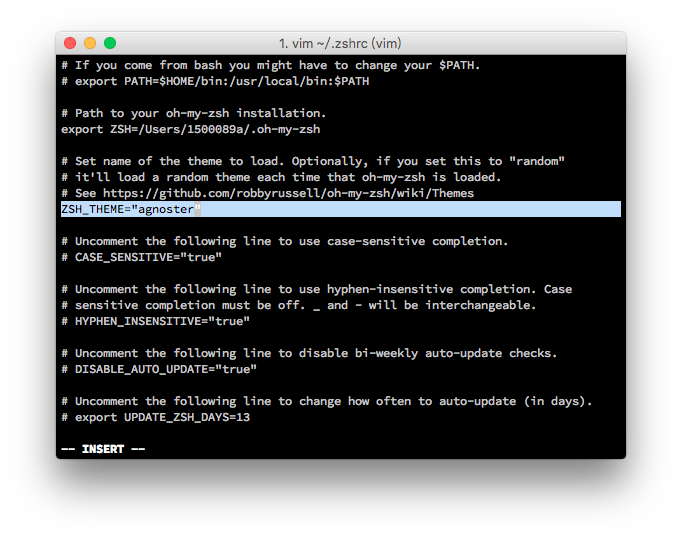 1. vim ~/.zshrc (vim)
# If you come from bash you might have to change your $PATH.
# export PATH=$HOME/bin:/usr/local/bin:$PATH
# Path to your oh-my-zsh installation.
export ZSH=/Users/1500089a/.oh-my-zsh
# Set name of the theme to load. Optionally, if you set this to "random"
# it'll load a random theme each time that oh-my-zsh is loaded.
# See https://github.com/robbyrussell/oh-my-zsh/wiki/Themes
ZSH_THEME="agnoster"
# Uncomment the following line to use case-sensitive completion.
# CASE_SENSITIVE="true"
# Uncomment the following line to use hyphen-insensitive completion. Case
# sensitive completion must be off. _ and - will be interchangeable.
# HYPHEN_INSENSITIVE="true"
# Uncomment the following line to disable bi-weekly auto-update checks.
# DISABLE_AUTO_UPDATE="true"
# Uncomment the following line to change how often to auto-update (in days).
# export UPDATE_ZSH_DAYS=13
-- INSERT --